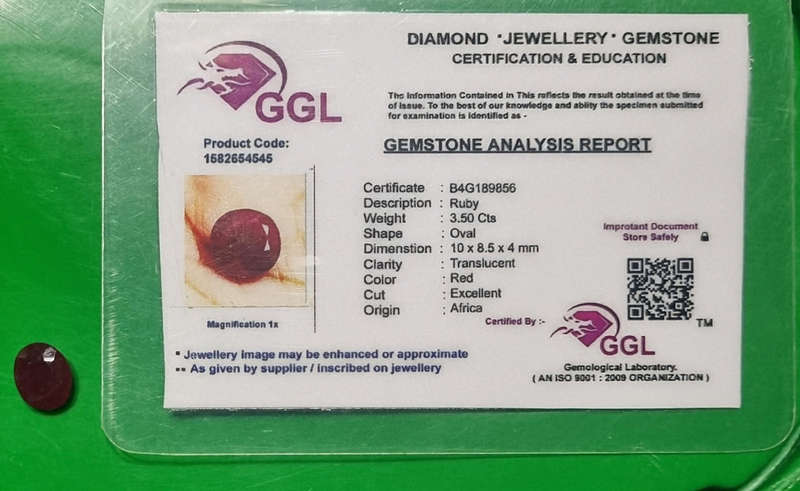 GGL
DIAMOND *JEWELLERY* GEMSTONE
CERTIFICATION & EDUCATION
The Information Contained in This reflects the result obtained at the time
of issue. To the best of our knowledge and ability the specimen submitted
for examination is identified as -
Product Code:
1582654545
GEMSTONE ANALYSIS REPORT
Certificate : B4G189856
Description : Ruby
Weight : 3.50 Cts
Shape : Oval
Dimenstion : 10 x 8.5 x 4 mm
Clarity : Translucent
Color : Red
Cut : Excellent
Origin : Africa
Magnification 1x
Improtant Document
Store Safely
TM
Certified By :-
GGL
Gemological Laboratory.
( AN ISO 9001 : 2009 ORGANIZATION )
* Jewellery Image may be enhanced or approximate
** As given by supplier / inscribed on jewellery